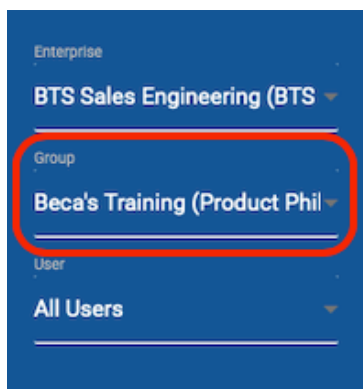 Enterprise
BTS Sales Engineering (BTS
Group
Beca's Training (Product Phil
User
All Users